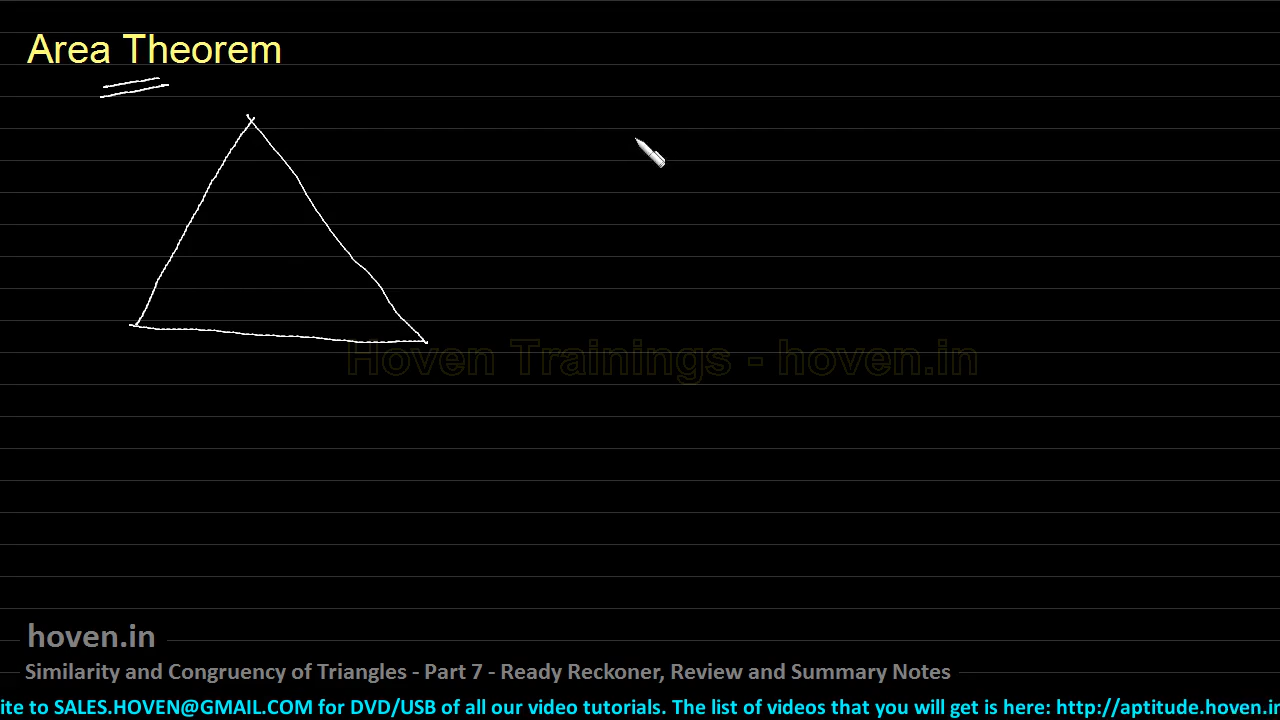 Area Theorem
Hoven Trainings - hoven.in
hoven.in
Similarity and Congruency of Triangles - Part 7 - Ready Reckoner, Review and Summary Notes
ite to SALES.HOVEN@GMAIL.COM for DVD/USB of all our video tutorials. The list of videos that you will get is here: http://aptitude.hoven.in